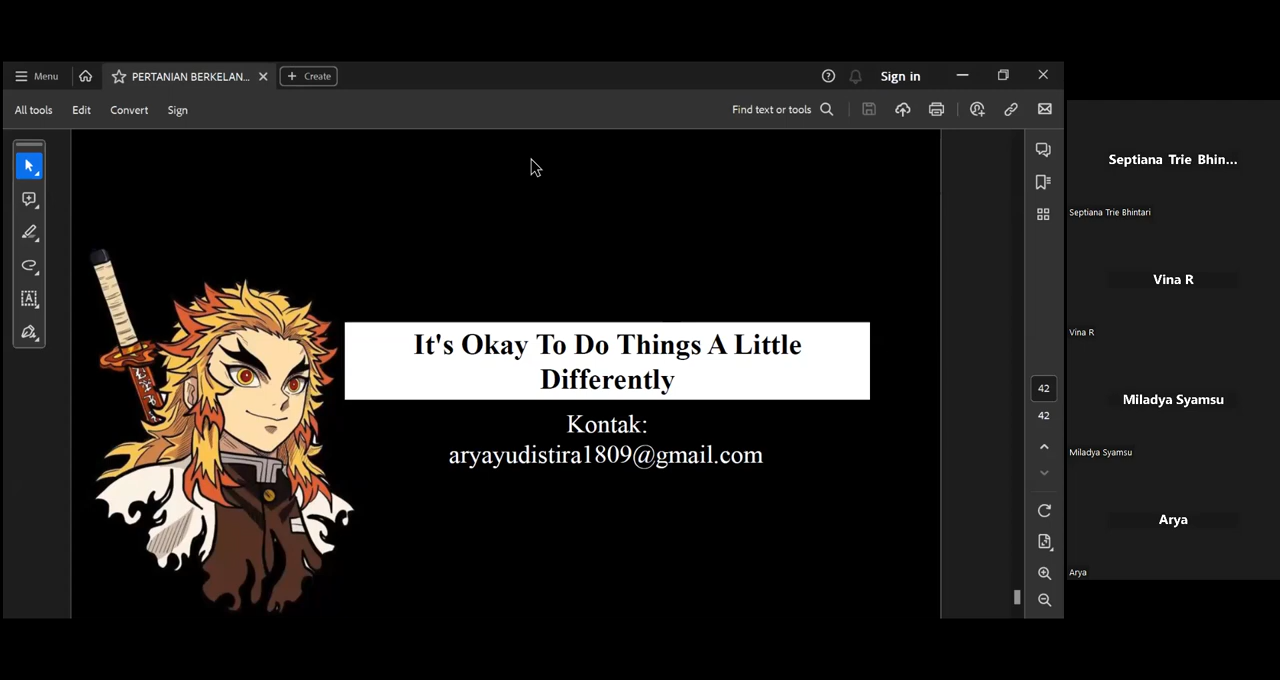 Menu
PERTANIAN BERKELAN...
Create
Sign in
All tools
Edit
Convert
Sign
Find text or tools
It's Okay To Do Things A Little
Differently
Kontak:
aryayudistira1809@gmail.com
42
42
Septiana Trie Bhin...
Septiana Trie Bhintari
Vina R
Vina R
Miladya Syamsu
Miladya Syamsu
Arya
Arya